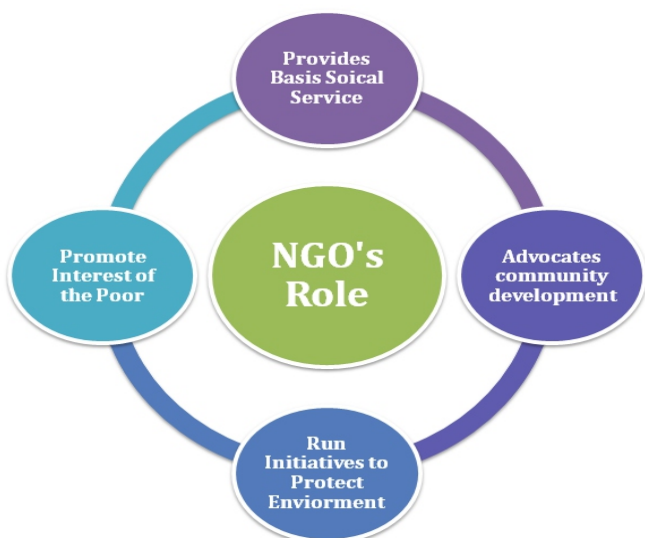 Provides
Basis Soical
Service
Promote
Interest of
the Poor
NGO's
Role
Advocates
community
development
Run
Initiatives to
Protect
Enviorment